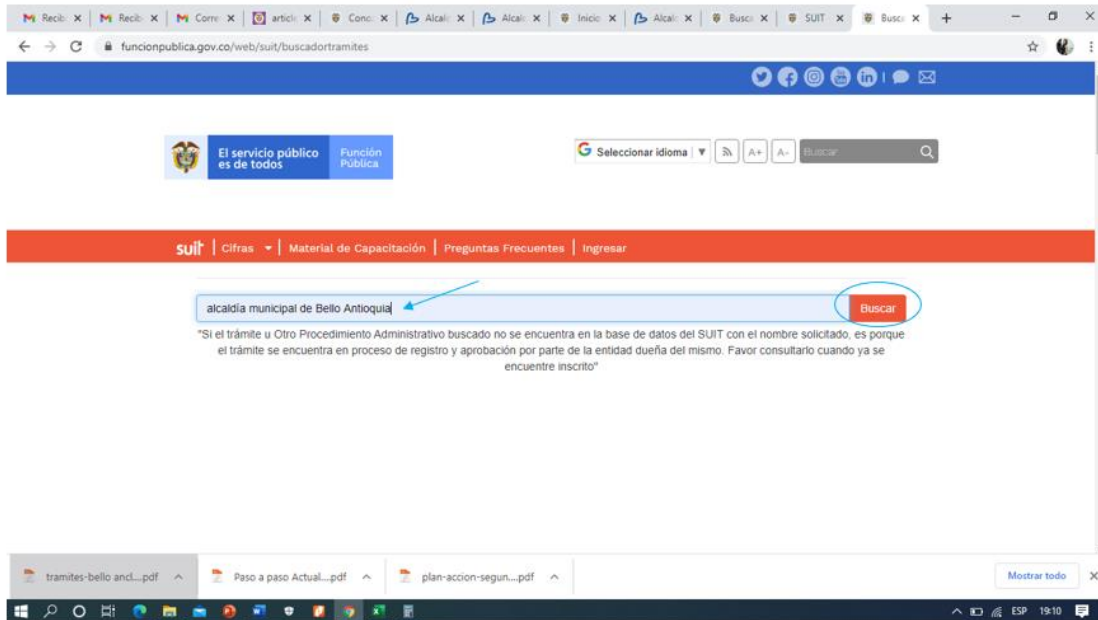 Recib
Recib
Corre
articlc
Conc
Alcal
Alcal
Inicio
Alcal
Busca
SUIT
Busca
funcionpublica.gov.co/web/suit/buscadortramites
El servicio público
es de todos
Función
Pública
Seleccionar idioma
A+
A-
Buscar
suit
Cifras
Material de Capacitación
Preguntas Frecuentes
Ingresar
alcaldía municipal de Bello Antioquia
Buscar
"Si el trámite u Otro Procedimiento Administrativo buscado no se encuentra en la base de datos del SUIT con el nombre solicitado, es porque
el trámite se encuentra en proceso de registro y aprobación por parte de la entidad dueña del mismo. Favor consultarlo cuando ya se
encuentre inscrito"
tramites-bello ancl....pdf
Paso a paso Actual....pdf
plan-accion-segun....pdf
Mostrar todo
ESP
19:10